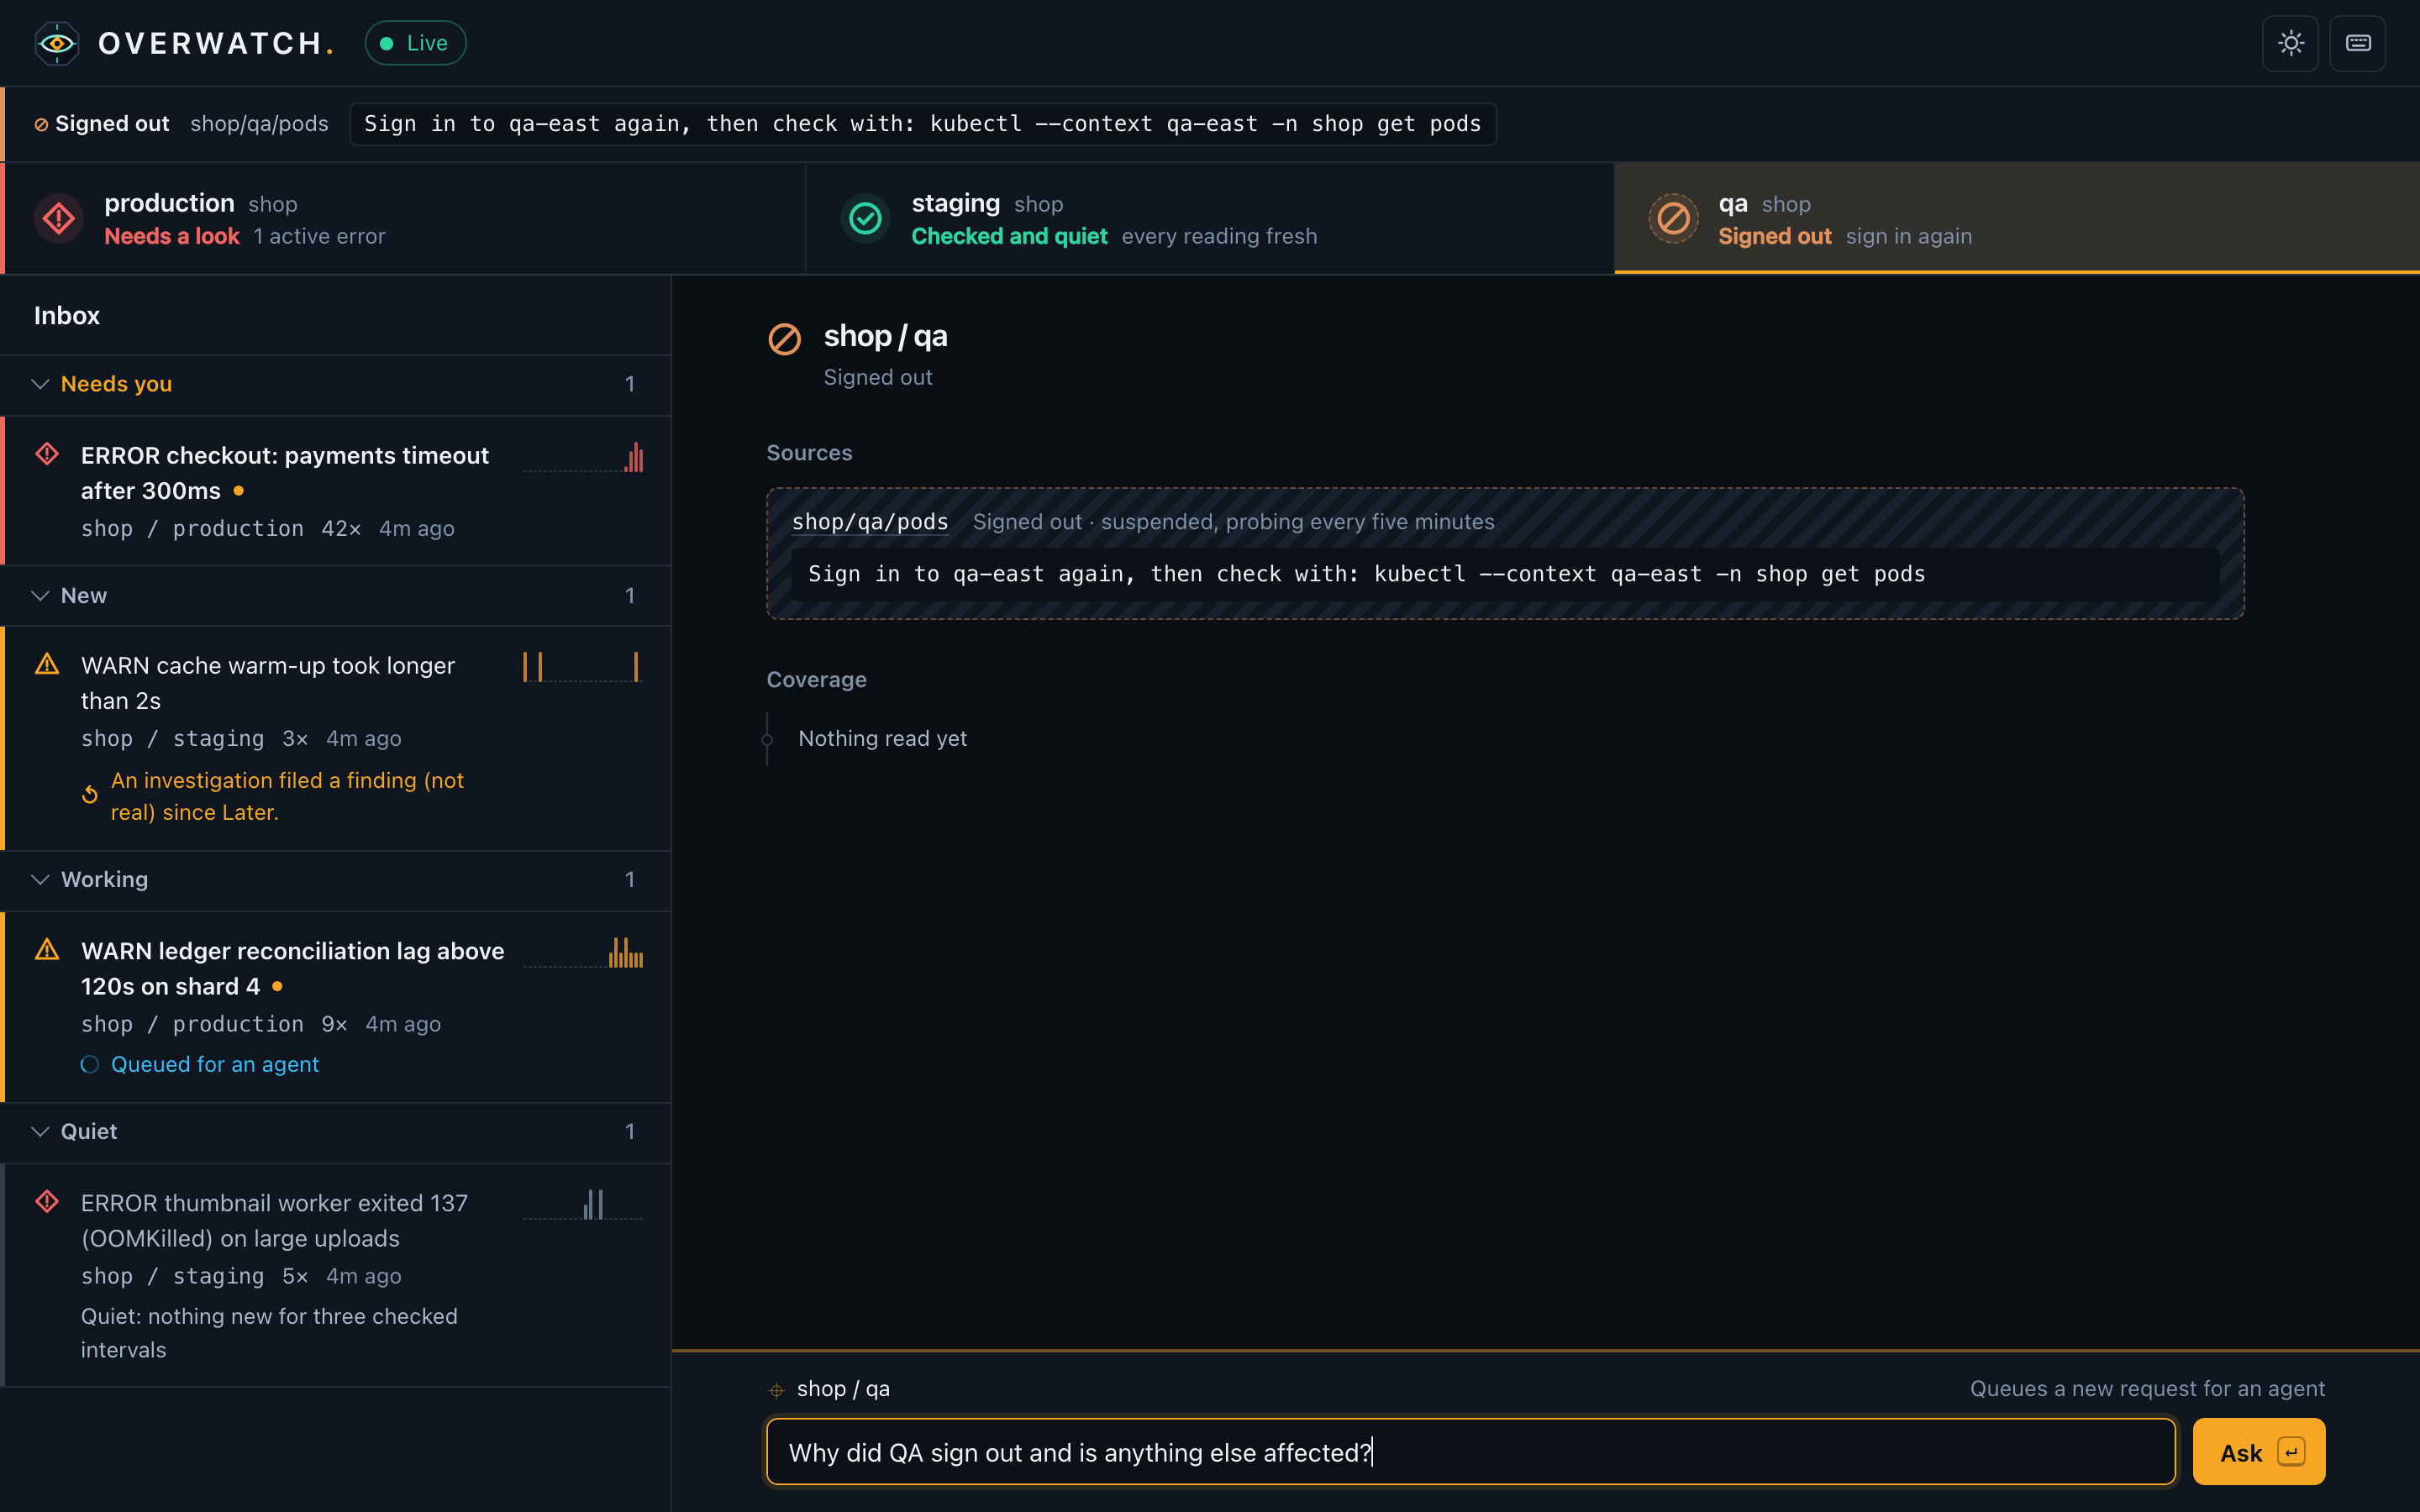 OVERWATCH.
Live
Signed out shop/qa/pods Sign in to qa-east again, then check with: kubectl --context qa-east -n shop get pods
production shop
Needs a look 1 active error
staging shop
Checked and quiet every reading fresh
qa shop
Signed out sign in again
Inbox
Needs you 1
ERROR checkout: payments timeout
after 300ms
shop / production 42× 4m ago
New 1
WARN cache warm-up took longer
than 2s
shop / staging 3× 4m ago
An investigation filed a finding (not
real) since Later.
Working 1
WARN ledger reconciliation lag above
120s on shard 4
shop / production 9× 4m ago
Queued for an agent
Quiet 1
ERROR thumbnail worker exited 137
(OOMKilled) on large uploads
shop / staging 5× 4m ago
Quiet: nothing new for three checked
intervals
shop / qa
Signed out
Sources
shop/qa/pods Signed out · suspended, probing every five minutes
Sign in to qa-east again, then check with: kubectl --context qa-east -n shop get pods
Coverage
Nothing read yet
shop / qa
Queues a new request for an agent
Why did QA sign out and is anything else affected?
Ask ↵